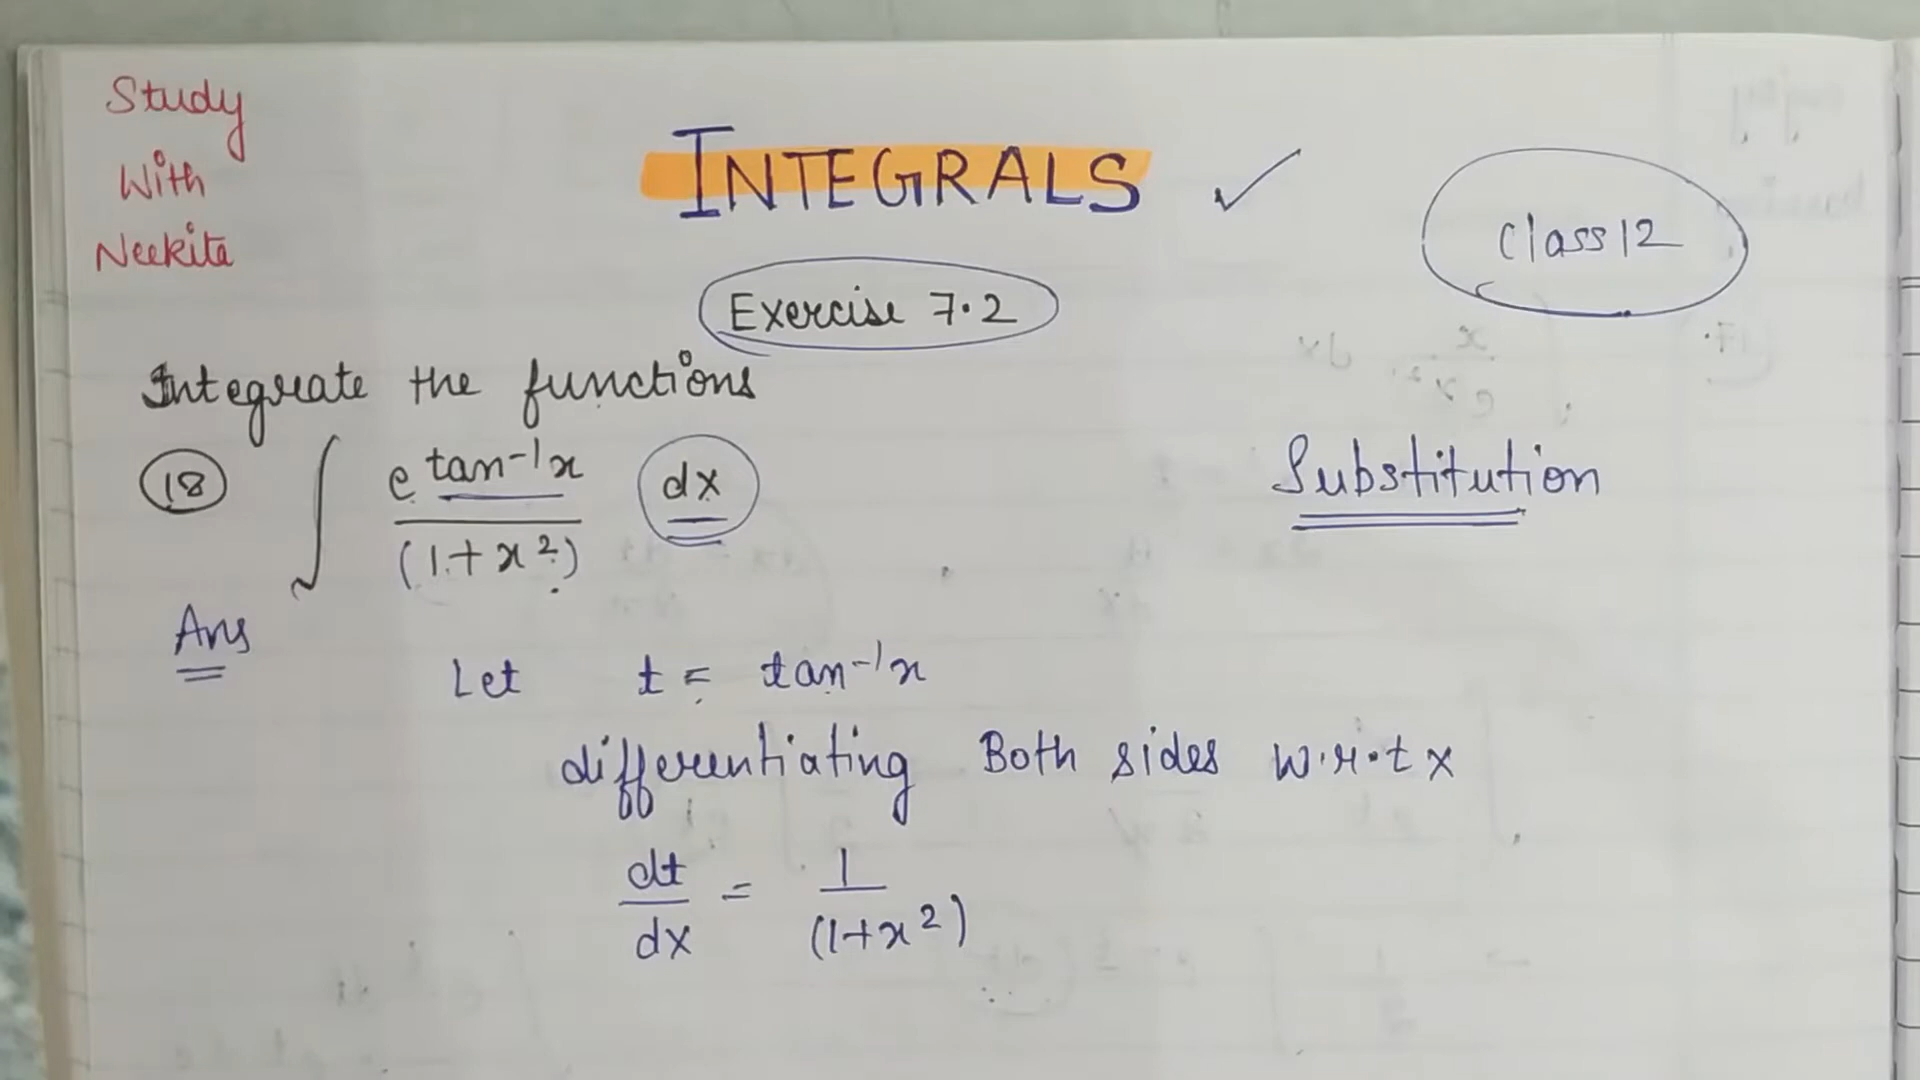 Study
With
Neekita
INTEGRALS ✓
Class 12
Exercise 7.2
Integrate the functions
18 ∫ e^tan⁻¹x / (1+x²) dx
Substitution
Ans
Let t = tan⁻¹x
differentiating Both sides w.r.t x
dt/dx = 1/(1+x²)